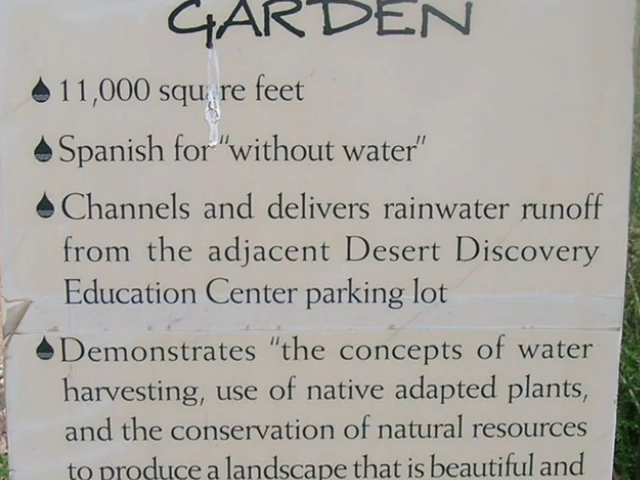 GARDEN
11,000 square feet
Spanish for "without water"
Channels and delivers rainwater runoff
from the adjacent Desert Discovery
Education Center parking lot
Demonstrates "the concepts of water
harvesting, use of native adapted plants,
and the conservation of natural resources
to produce a landscape that is beautiful and